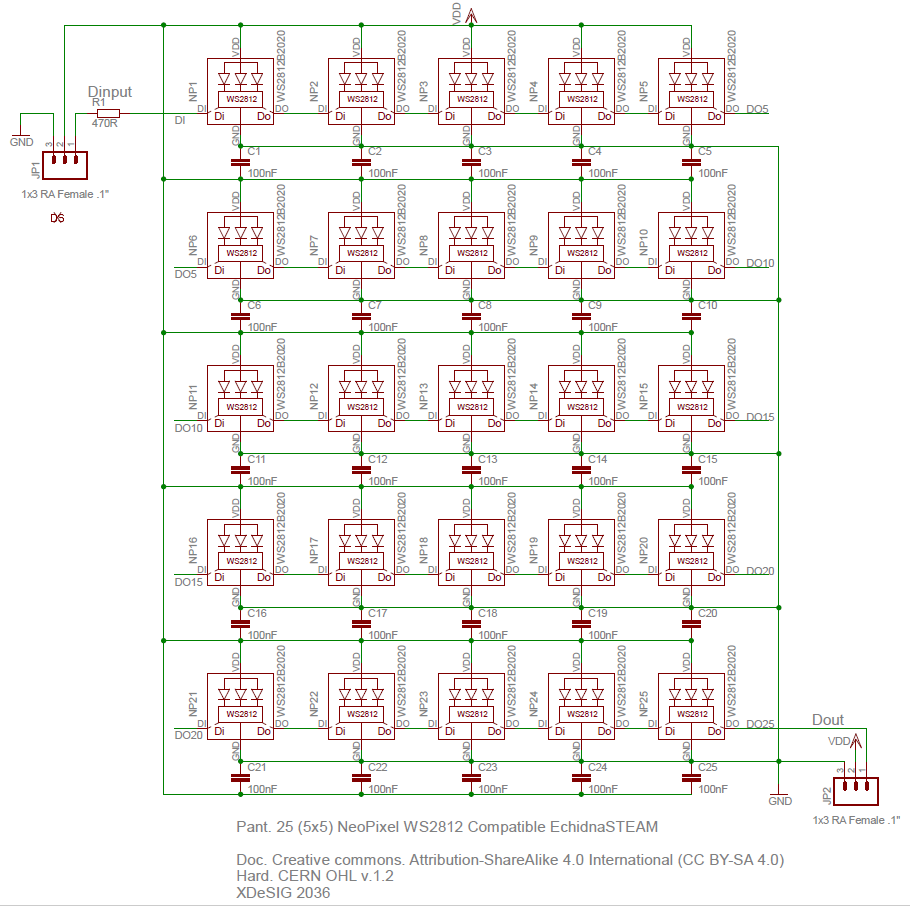 VDD
VDD VDD VDD VDD VDD
NP1 WS2812B2020 NP2 WS2812B2020 NP3 WS2812B2020 NP4 WS2812B2020 NP5 WS2812B2020
Dinput
R1
470R
WS2812 WS2812 WS2812 WS2812 WS2812
DI DI Di Do DO DI Di Do DO DI Di Do DO DI Di Do DO DI Di Do DO DO5
GND GND GND GND GND
GND
3 2 1
JP1
1x3 RA Female .1"
DS
C1 C2 C3 C4 C5
100nF 100nF 100nF 100nF 100nF
VDD VDD VDD VDD VDD
NP6 WS2812B2020 NP7 WS2812B2020 NP8 WS2812B2020 NP9 WS2812B2020 NP10 WS2812B2020
WS2812 WS2812 WS2812 WS2812 WS2812
DO5 DI Di Do DO DI Di Do DO DI Di Do DO DI Di Do DO DI Di Do DO DO10
GND GND GND GND GND
C6 C7 C8 C9 C10
100nF 100nF 100nF 100nF 100nF
VDD VDD VDD VDD VDD
NP11 WS2812B2020 NP12 WS2812B2020 NP13 WS2812B2020 NP14 WS2812B2020 NP15 WS2812B2020
WS2812 WS2812 WS2812 WS2812 WS2812
DO10 DI Di Do DO DI Di Do DO DI Di Do DO DI Di Do DO DI Di Do DO DO15
GND GND GND GND GND
C11 C12 C13 C14 C15
100nF 100nF 100nF 100nF 100nF
VDD VDD VDD VDD VDD
NP16 WS2812B2020 NP17 WS2812B2020 NP18 WS2812B2020 NP19 WS2812B2020 NP20 WS2812B2020
WS2812 WS2812 WS2812 WS2812 WS2812
DO15 DI Di Do DO DI Di Do DO DI Di Do DO DI Di Do DO DI Di Do DO DO20
GND GND GND GND GND
C16 C17 C18 C19 C20
100nF 100nF 100nF 100nF 100nF
VDD VDD VDD VDD VDD
NP21 WS2812B2020 NP22 WS2812B2020 NP23 WS2812B2020 NP24 WS2812B2020 NP25 WS2812B2020
WS2812 WS2812 WS2812 WS2812 WS2812
DO20 DI Di Do DO DI Di Do DO DI Di Do DO DI Di Do DO DI Di Do DO DO25
GND GND GND GND GND
C21 C22 C23 C24 C25
100nF 100nF 100nF 100nF 100nF
Dout
VDD
3 2 1
JP2
GND
1x3 RA Female .1"
Pant. 25 (5x5) NeoPixel WS2812 Compatible EchidnaSTEAM
Doc. Creative commons. Attribution-ShareAlike 4.0 International (CC BY-SA 4.0)
Hard. CERN OHL v.1.2
XDeSIG 2036